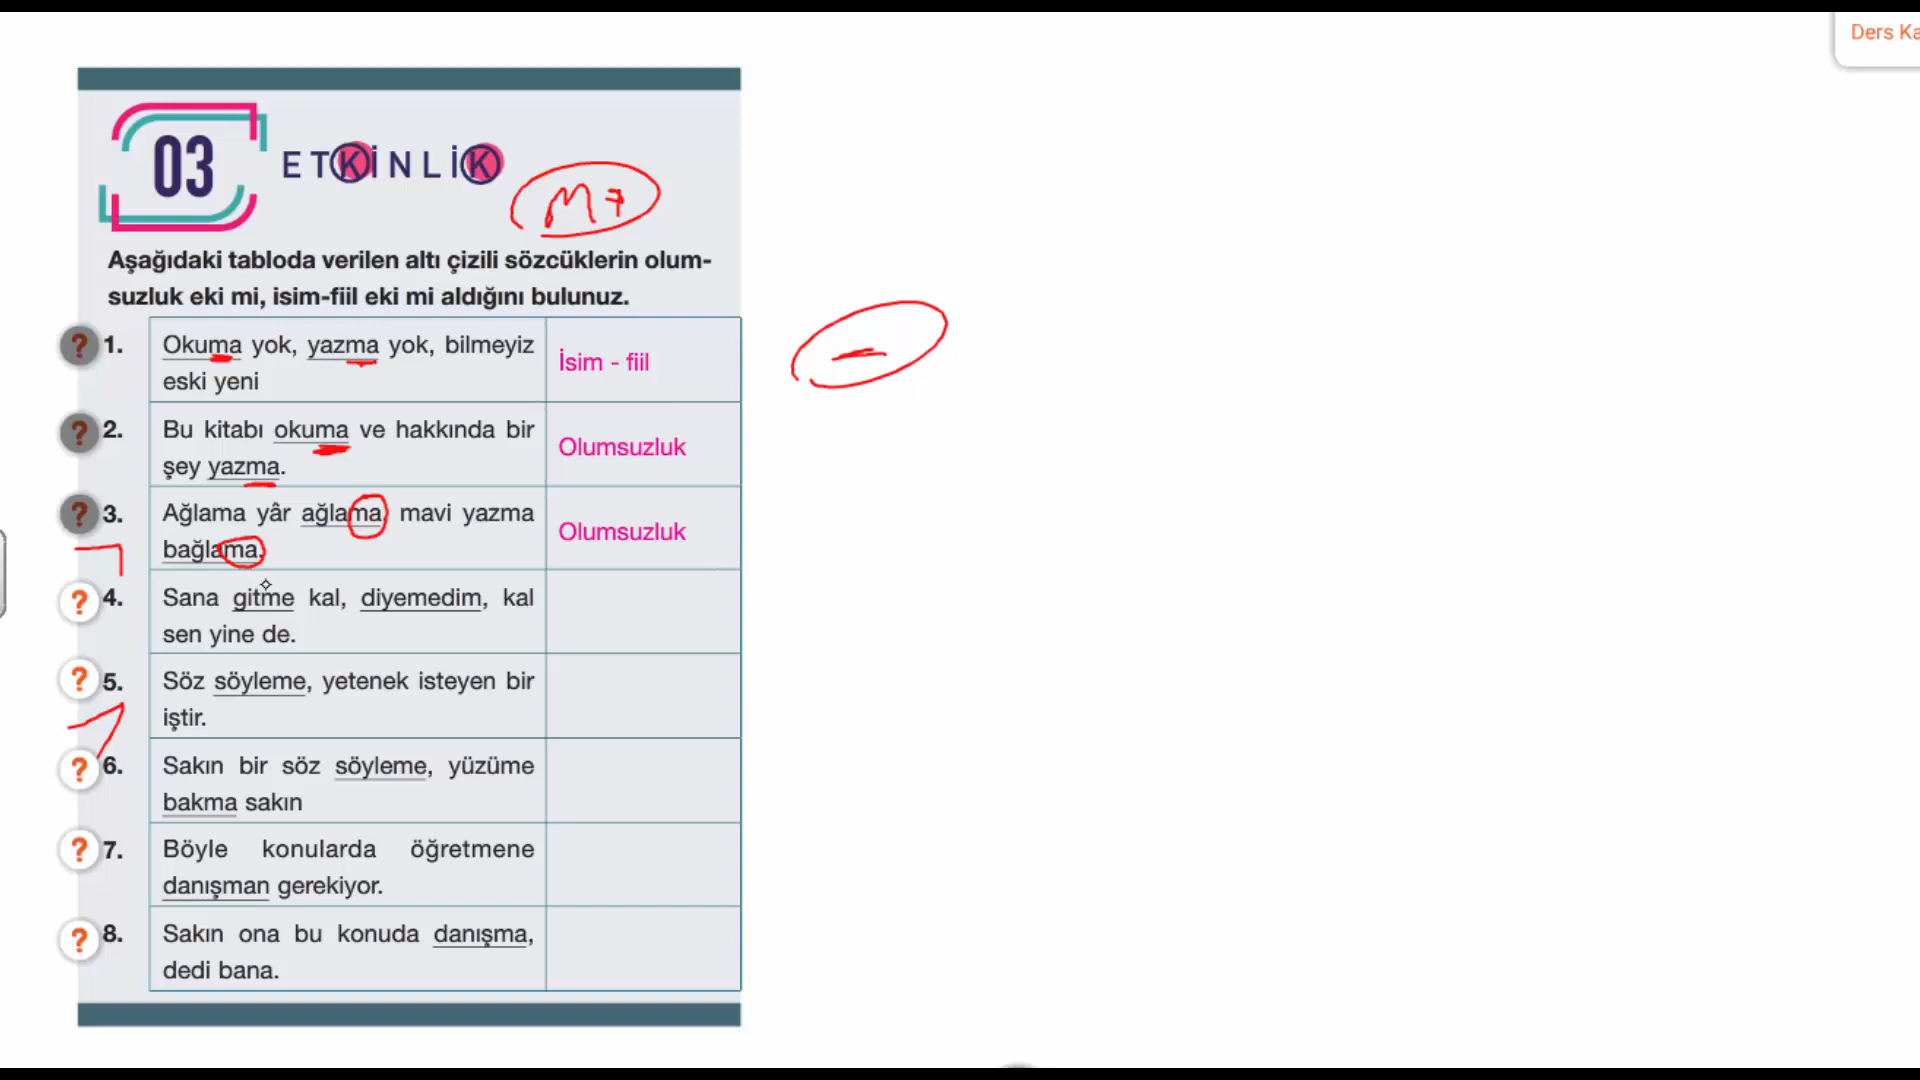 Ders Ka
03
ETKİNLİK
M7
Aşağıdaki tabloda verilen altı çizili sözcüklerin olum-
suzluk eki mi, isim-fiil eki mi aldığını bulunuz.
? 1. Okuma yok, yazma yok, bilmeyiz
eski yeni
İsim - fiil
? 2. Bu kitabı okuma ve hakkında bir
şey yazma.
Olumsuzluk
? 3. Ağlama yâr ağlama, mavi yazma
bağlama.
Olumsuzluk
? 4. Sana gitme kal, diyemedim, kal
sen yine de.
? 5. Söz söyleme, yetenek isteyen bir
iştir.
? 6. Sakın bir söz söyleme, yüzüme
bakma sakın
? 7. Böyle konularda öğretmene
danışman gerekiyor.
? 8. Sakın ona bu konuda danışma,
dedi bana.